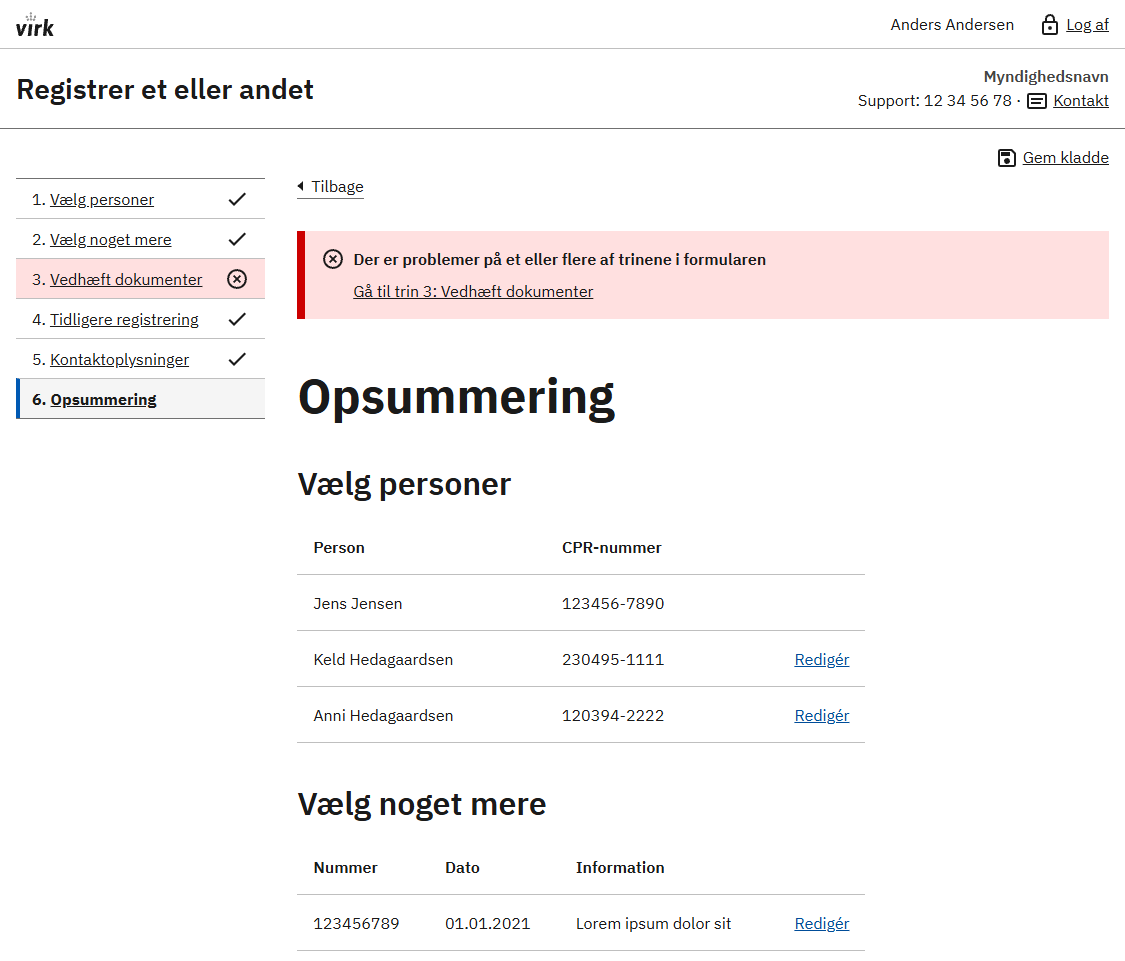 virk
Anders Andersen Log af
Registrer et eller andet
Myndighedsnavn
Support: 12 34 56 78 · Kontakt
Gem kladde
1. Vælg personer
2. Vælg noget mere
3. Vedhæft dokumenter
4. Tidligere registrering
5. Kontaktoplysninger
6. Opsummering
Tilbage
Der er problemer på et eller flere af trinene i formularen
Gå til trin 3: Vedhæft dokumenter
Opsummering
Vælg personer
Person CPR-nummer
Jens Jensen 123456-7890
Keld Hedagaardsen 230495-1111 Redigér
Anni Hedagaardsen 120394-2222 Redigér
Vælg noget mere
Nummer Dato Information
123456789 01.01.2021 Lorem ipsum dolor sit Redigér